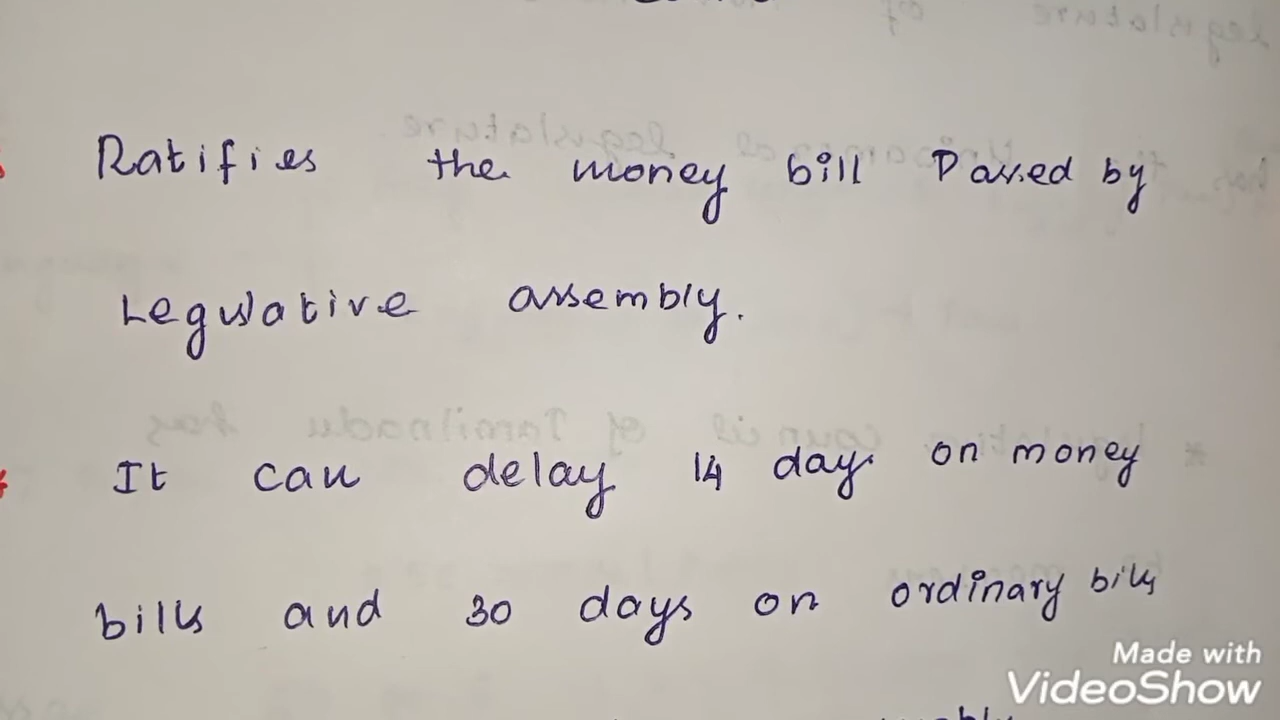 Ratifies the money bill Passed by
Legislative assembly.
It can delay 14 days on money
bills and 30 days on ordinary bills
Made with
VideoShow